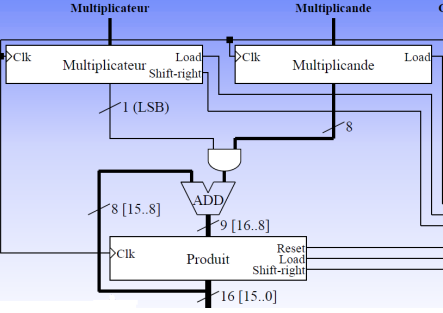 Multiplicateur Multiplicande
Clk Load Clk
Multiplicateur Multiplicande Load
Shift-right
1 (LSB)
8
ADD
8 [15..8]
9 [16..8]
Clk Produit Reset
Load
Shift-right
16 [15..0]